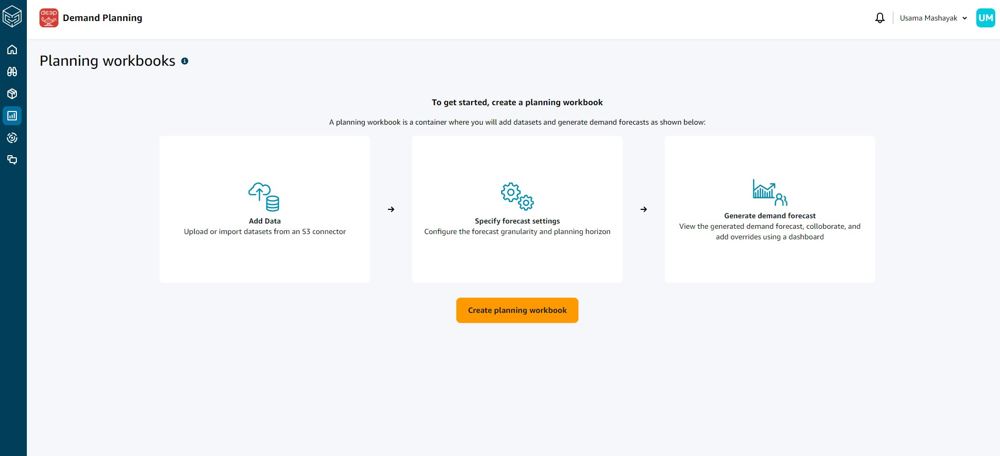 deep
Demand Planning
Usama Mashayak
UM
Planning workbooks
To get started, create a planning workbook
A planning workbook is a container where you will add datasets and generate demand forecasts as shown below:
Add Data
Upload or import datasets from an S3 connector
Specify forecast settings
Configure the forecast granularity and planning horizon
Generate demand forecast
View the generated demand forecast, colloborate, and
add overrides using a dashboard
Create planning workbook